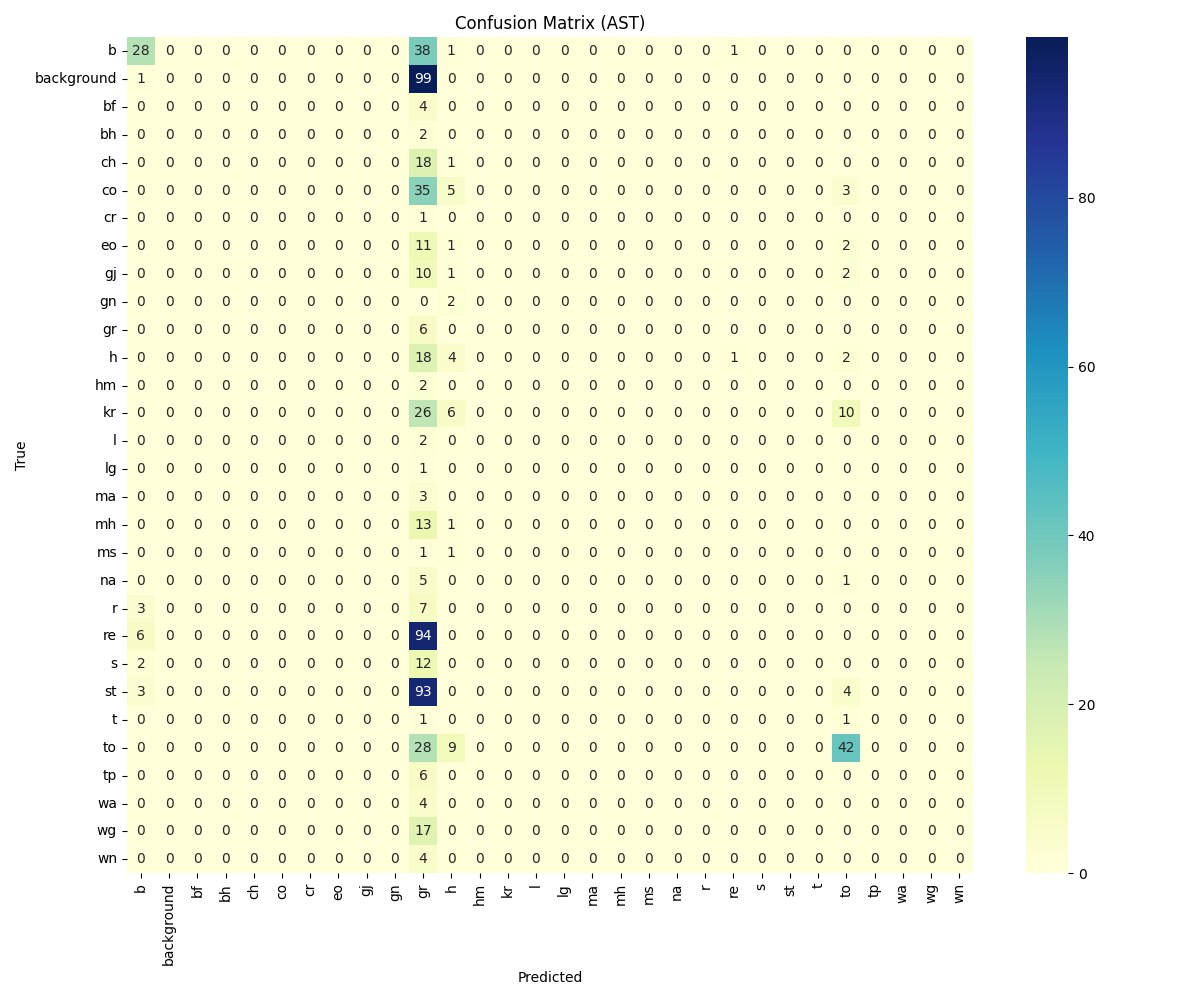 Confusion Matrix (AST)
b 28 0 0 0 0 0 0 0 0 0 38 1 0 0 0 0 0 0 0 0 0 1 0 0 0 0 0 0 0 0
background 1 0 0 0 0 0 0 0 0 0 99 0 0 0 0 0 0 0 0 0 0 0 0 0 0 0 0 0 0 0
bf 0 0 0 0 0 0 0 0 0 0 4 0 0 0 0 0 0 0 0 0 0 0 0 0 0 0 0 0 0 0
bh 0 0 0 0 0 0 0 0 0 0 2 0 0 0 0 0 0 0 0 0 0 0 0 0 0 0 0 0 0 0
ch 0 0 0 0 0 0 0 0 0 0 18 1 0 0 0 0 0 0 0 0 0 0 0 0 0 0 0 0 0 0
co 0 0 0 0 0 0 0 0 0 0 35 5 0 0 0 0 0 0 0 0 0 0 0 0 0 3 0 0 0 0
cr 0 0 0 0 0 0 0 0 0 0 1 0 0 0 0 0 0 0 0 0 0 0 0 0 0 0 0 0 0 0
eo 0 0 0 0 0 0 0 0 0 0 11 1 0 0 0 0 0 0 0 0 0 0 0 0 0 2 0 0 0 0
gj 0 0 0 0 0 0 0 0 0 0 10 1 0 0 0 0 0 0 0 0 0 0 0 0 0 2 0 0 0 0
gn 0 0 0 0 0 0 0 0 0 0 0 2 0 0 0 0 0 0 0 0 0 0 0 0 0 0 0 0 0 0
gr 0 0 0 0 0 0 0 0 0 0 6 0 0 0 0 0 0 0 0 0 0 0 0 0 0 0 0 0 0 0
h 0 0 0 0 0 0 0 0 0 0 18 4 0 0 0 0 0 0 0 0 0 1 0 0 0 2 0 0 0 0
hm 0 0 0 0 0 0 0 0 0 0 2 0 0 0 0 0 0 0 0 0 0 0 0 0 0 0 0 0 0 0
kr 0 0 0 0 0 0 0 0 0 0 26 6 0 0 0 0 0 0 0 0 0 0 0 0 0 10 0 0 0 0
l 0 0 0 0 0 0 0 0 0 0 2 0 0 0 0 0 0 0 0 0 0 0 0 0 0 0 0 0 0 0
lg 0 0 0 0 0 0 0 0 0 0 1 0 0 0 0 0 0 0 0 0 0 0 0 0 0 0 0 0 0 0
ma 0 0 0 0 0 0 0 0 0 0 3 0 0 0 0 0 0 0 0 0 0 0 0 0 0 0 0 0 0 0
mh 0 0 0 0 0 0 0 0 0 0 13 1 0 0 0 0 0 0 0 0 0 0 0 0 0 0 0 0 0 0
ms 0 0 0 0 0 0 0 0 0 0 1 1 0 0 0 0 0 0 0 0 0 0 0 0 0 0 0 0 0 0
na 0 0 0 0 0 0 0 0 0 0 5 0 0 0 0 0 0 0 0 0 0 0 0 0 0 1 0 0 0 0
r 3 0 0 0 0 0 0 0 0 0 7 0 0 0 0 0 0 0 0 0 0 0 0 0 0 0 0 0 0 0
re 6 0 0 0 0 0 0 0 0 0 94 0 0 0 0 0 0 0 0 0 0 0 0 0 0 0 0 0 0 0
s 2 0 0 0 0 0 0 0 0 0 12 0 0 0 0 0 0 0 0 0 0 0 0 0 0 0 0 0 0 0
st 3 0 0 0 0 0 0 0 0 0 93 0 0 0 0 0 0 0 0 0 0 0 0 0 0 4 0 0 0 0
t 0 0 0 0 0 0 0 0 0 0 1 0 0 0 0 0 0 0 0 0 0 0 0 0 0 1 0 0 0 0
to 0 0 0 0 0 0 0 0 0 0 28 9 0 0 0 0 0 0 0 0 0 0 0 0 0 42 0 0 0 0
tp 0 0 0 0 0 0 0 0 0 0 6 0 0 0 0 0 0 0 0 0 0 0 0 0 0 0 0 0 0 0
wa 0 0 0 0 0 0 0 0 0 0 4 0 0 0 0 0 0 0 0 0 0 0 0 0 0 0 0 0 0 0
wg 0 0 0 0 0 0 0 0 0 0 17 0 0 0 0 0 0 0 0 0 0 0 0 0 0 0 0 0 0 0
wn 0 0 0 0 0 0 0 0 0 0 4 0 0 0 0 0 0 0 0 0 0 0 0 0 0 0 0 0 0 0
b background bf bh ch co cr eo gj gn gr h hm kr l lg ma mh ms na r re s st t to tp wa wg wn
Predicted
True
80
60
40
20
0